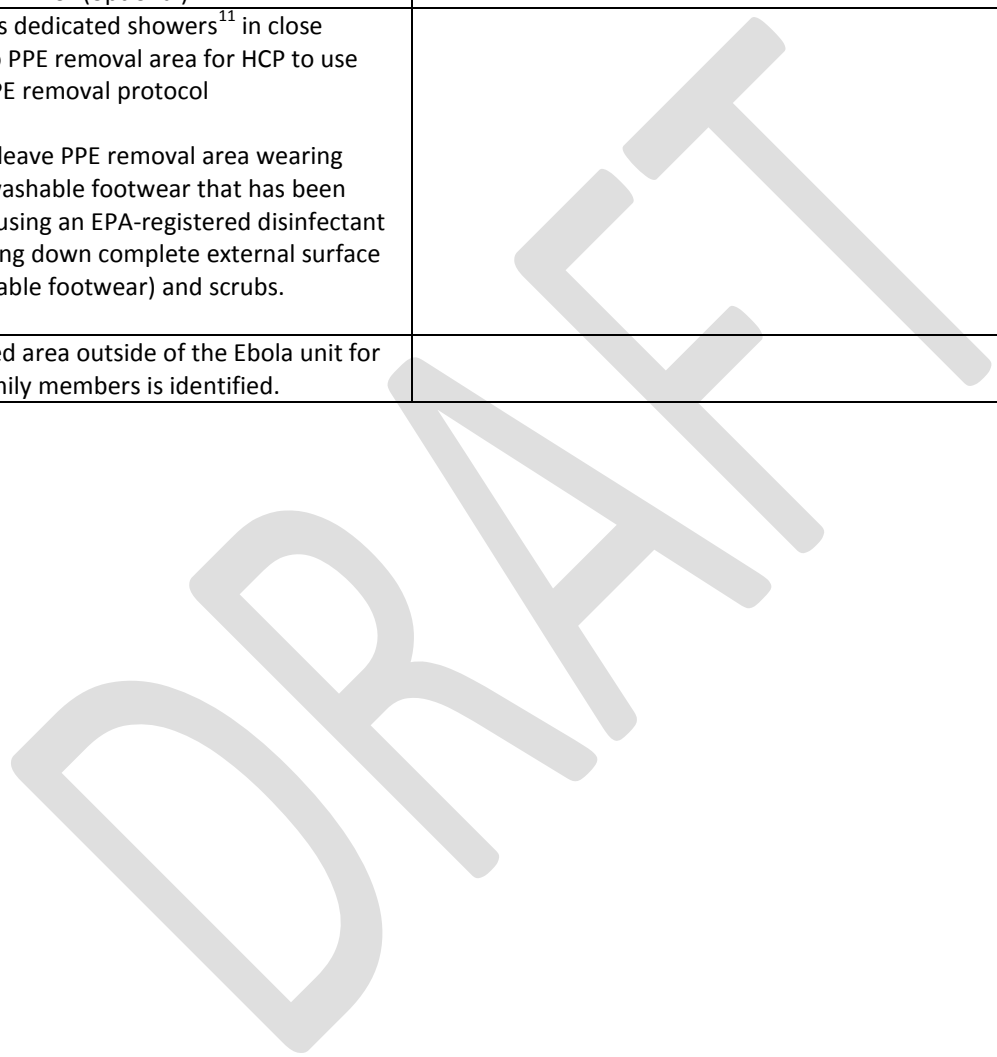 s dedicated showers11 in close
PPE removal area for HCP to use
PE removal protocol
leave PPE removal area wearing
washable footwear that has been
using an EPA-registered disinfectant
ng down complete external surface
able footwear) and scrubs.
ed area outside of the Ebola unit for
mily members is identified.
DRAFT